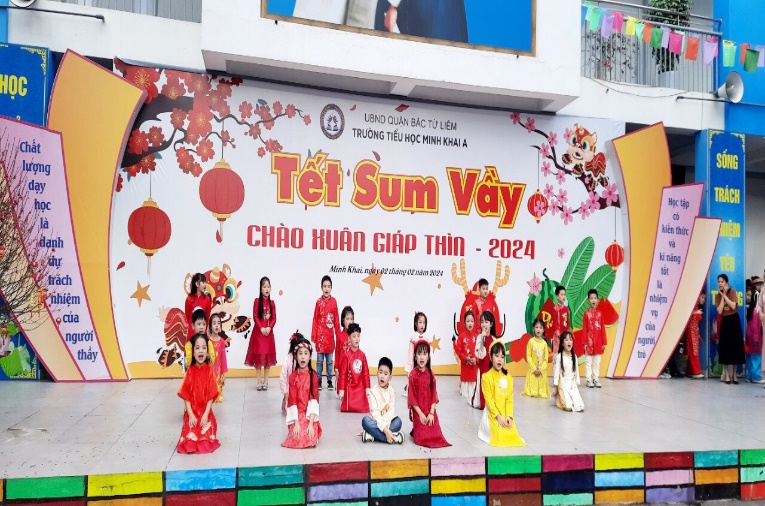 HỌC
Chất
lượng
dạy
học
là
danh
dự
trách
nhiệm
của
người
thầy
UBND QUẬN BẮC TỪ LIÊM
TRƯỜNG TIỂU HỌC MINH KHAI A
Tết Sum Vầy
CHÀO XUÂN GIÁP THÌN - 2024
Minh Khai, ngày 02 tháng 02 năm 2024
Học tập
có
kiến thức
và
kĩ năng
tốt
là
nhiệm
vụ của
người
trò
SỐNG
TRÁCH
NHIỆM
YÊU